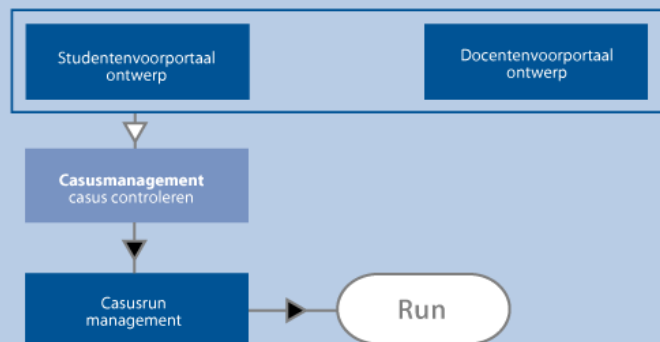 Studentenvoorportaal
ontwerp
Docentenvoorportaal
ontwerp
Casusmanagement
casus controleren
Casusrun
management
Run